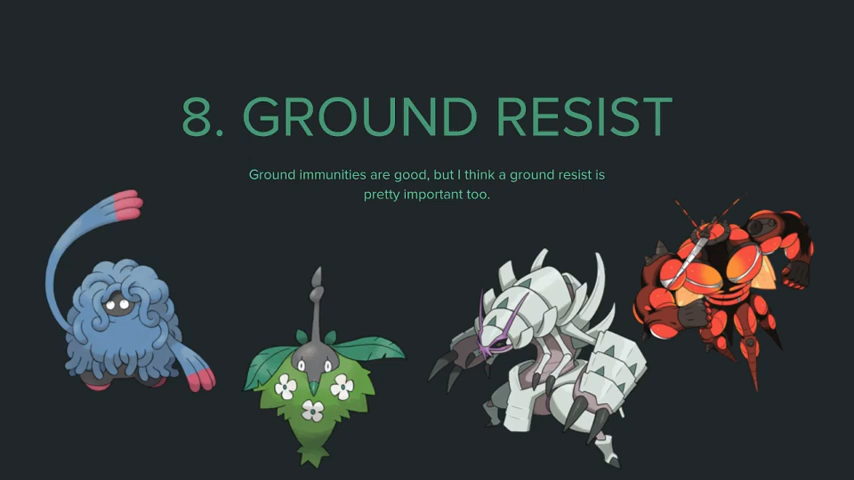 8. GROUND RESIST
Ground immunities are good, but I think a ground resist is
pretty important too.